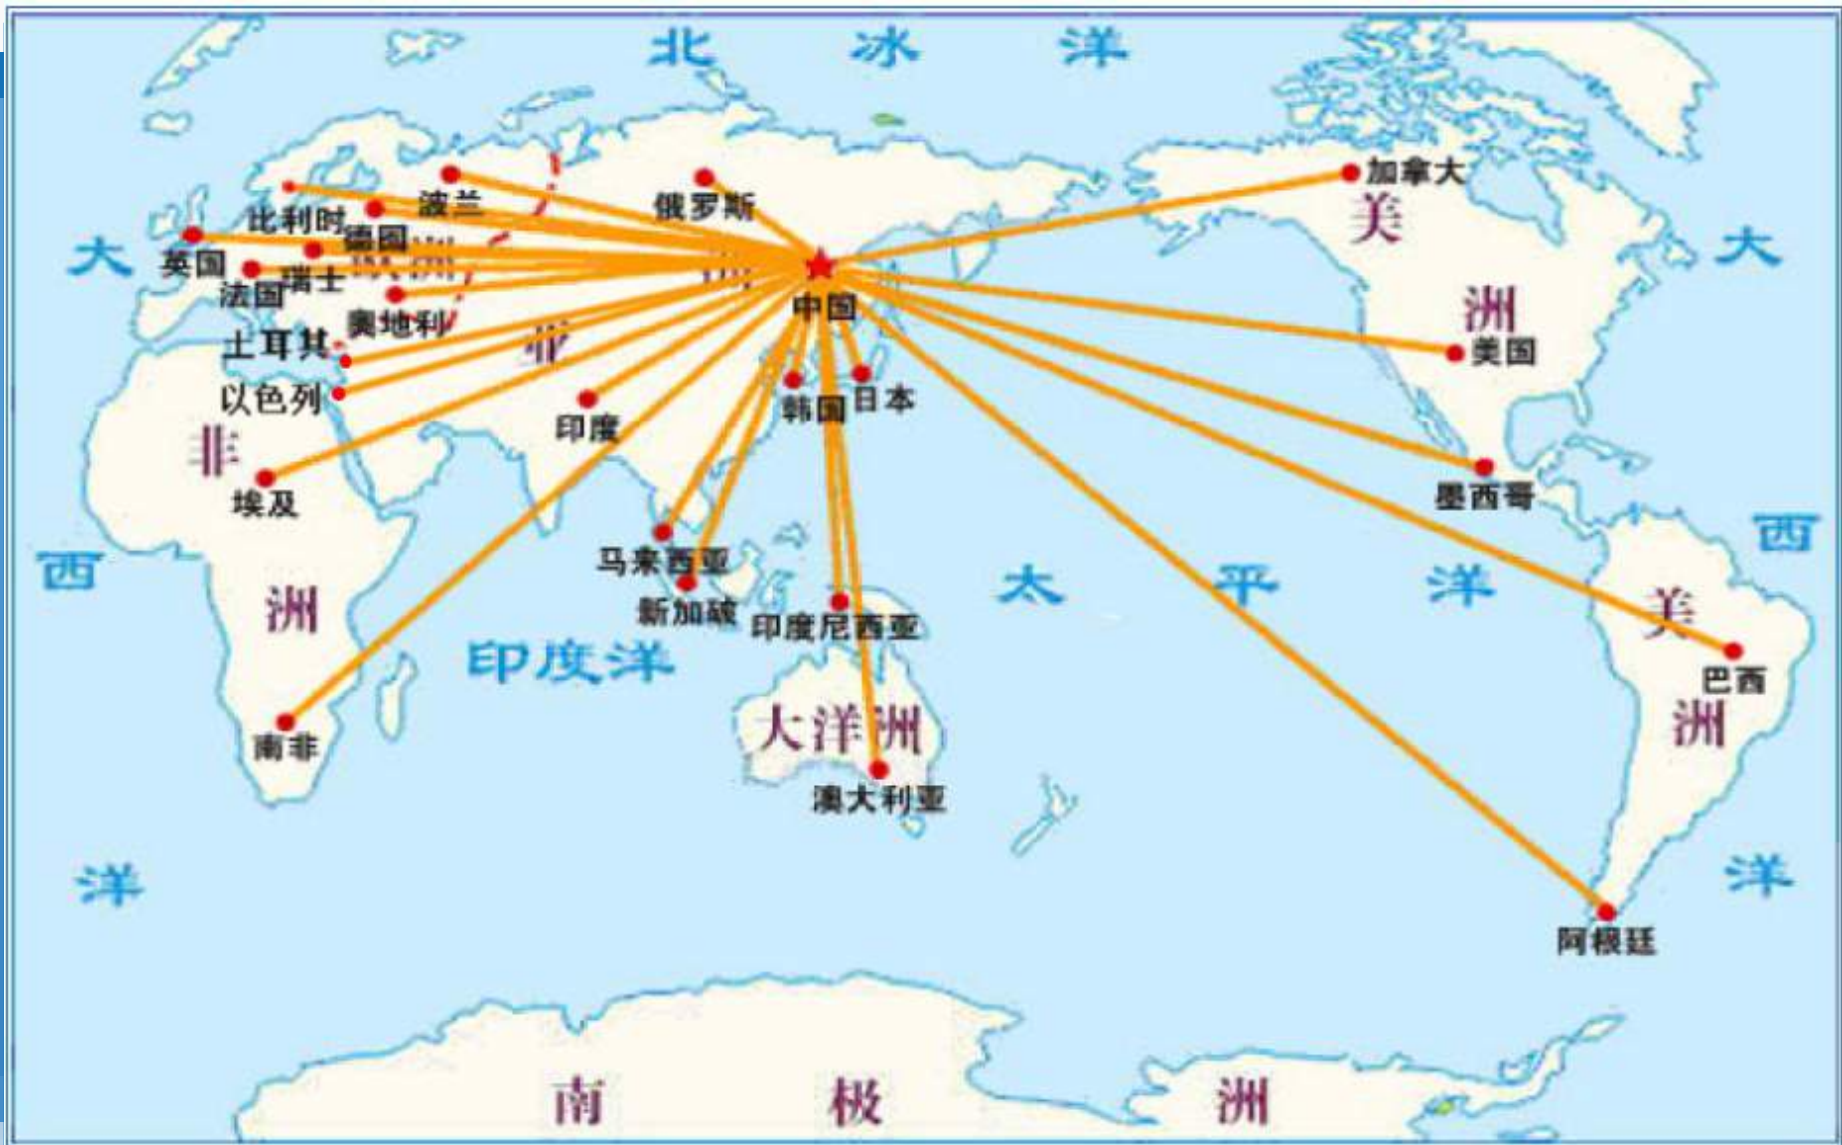 北 冰 洋
加拿大
波兰
俄罗斯
比利时
美
德国
英国
大
大
瑞士
法国
中国
洲
奥地利
土耳其
亚
美国
以色列
韩国
日本
印度
非
埃及
墨西哥
西
西
马来西亚
太 平 洋
新加破
印度尼西亚
洲
美
印度洋
巴西
大洋洲
洲
南非
澳大利亚
洋
洋
阿根廷
南 极 洲